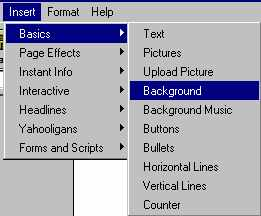 Insert Format Help
Basics
Page Effects
Instant Info
Interactive
Headlines
Yahooligans
Forms and Scripts
Text
Pictures
Upload Picture
Background
Background Music
Buttons
Bullets
Horizontal Lines
Vertical Lines
Counter